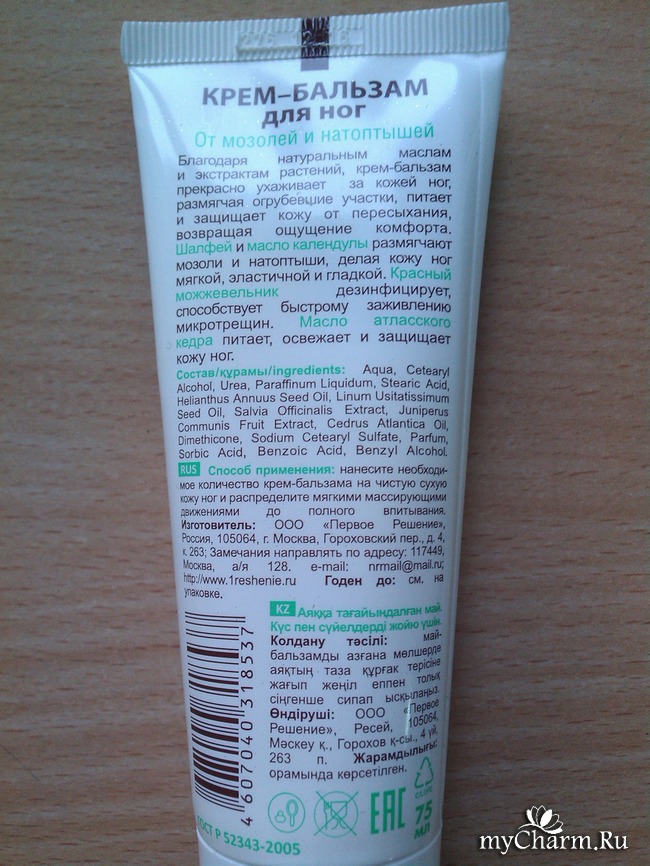 КРЕМ–БАЛЬЗАМ
ДЛЯ НОГ
От мозолей и натоптышей
Благодаря натуральным маслам
и экстрактам растений, крем-бальзам
прекрасно ухаживает за кожей ног,
размягчая огрубевшие участки, питает
и защищает кожу от пересыхания,
возвращая ощущение комфорта.
Шалфей и масло календулы размягчают
мозоли и натоптыши, делая кожу ног
мягкой, эластичной и гладкой. Красный
можжевельник дезинфицирует,
способствует быстрому заживлению
микротрещин. Масло атласского
кедра питает, освежает и защищает
кожу ног.
Состав/құрамы/ingredients: Aqua, Cetearyl
Alcohol, Urea, Paraffinum Liquidum, Stearic Acid,
Helianthus Annuus Seed Oil, Linum Usitatissimum
Seed Oil, Salvia Officinalis Extract, Juniperus
Communis Fruit Extract, Cedrus Atlantica Oil,
Dimethicone, Sodium Cetearyl Sulfate, Parfum,
Sorbic Acid, Benzoic Acid, Benzyl Alcohol.
RUS Способ применения: нанесите необходи-
мое количество крем-бальзама на чистую сухую
кожу ног и распределите мягкими массирующими
движениями до полного впитывания.
Изготовитель: ООО "Первое Решение",
Россия, 105064, г. Москва, Гороховский пер., д. 4,
к. 263; Замечания направлять по адресу: 117449,
Москва, а/я 128. e-mail: nrmail@mail.ru;
http://www.1reshenie.ru Годен до: см. на
упаковке.
KZ Аяққа тағайындалған май.
Күс пен сүйелдерді жойю үшін.
Колдану тәсілі: май-
бальзамды азғана мөлшерде
аяқтың таза құрғақ терісіне
жағып жеңіл еппен толық
сіңгенше сипап ысқылаңыз.
Өндіруші: ООО "Первое
Решение", Ресей, 105064,
Мәскеу қ., Горохов қ-сы., 4 үй,
263 п. Жарамдылығы:
орамында көрсетілген.
4607040318537
EAC
75
МЛ
ГОСТ Р 52343-2005
myCharm.Ru